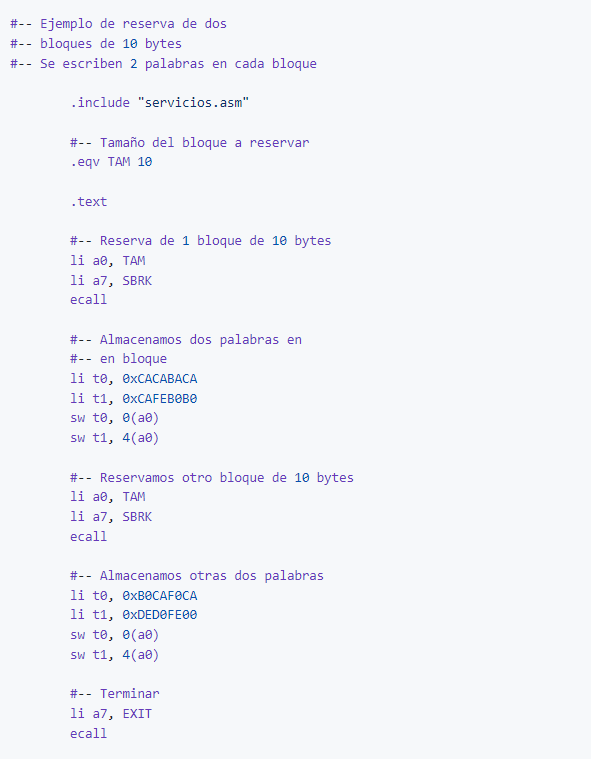 #-- Ejemplo de reserva de dos
#-- bloques de 10 bytes
#-- Se escriben 2 palabras en cada bloque
.include "servicios.asm"
#-- Tamaño del bloque a reservar
.eqv TAM 10
.text
#-- Reserva de 1 bloque de 10 bytes
li a0, TAM
li a7, SBRK
ecall
#-- Almacenamos dos palabras en
#-- en bloque
li t0, 0xCACABACA
li t1, 0xCAFEB0B0
sw t0, 0(a0)
sw t1, 4(a0)
#-- Reservamos otro bloque de 10 bytes
li a0, TAM
li a7, SBRK
ecall
#-- Almacenamos otras dos palabras
li t0, 0xB0CAF0CA
li t1, 0xDED0FE00
sw t0, 0(a0)
sw t1, 4(a0)
#-- Terminar
li a7, EXIT
ecall